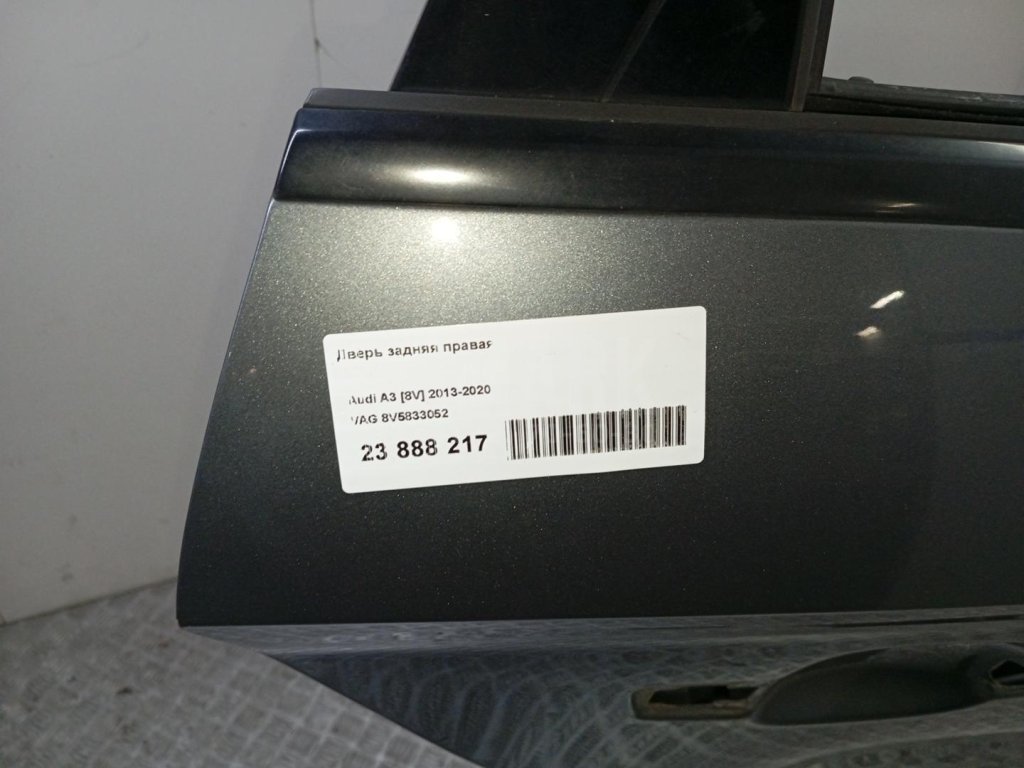 Дверь задняя правая
Audi A3 [8V] 2013-2020
VAG 8V5833052
23 888 217